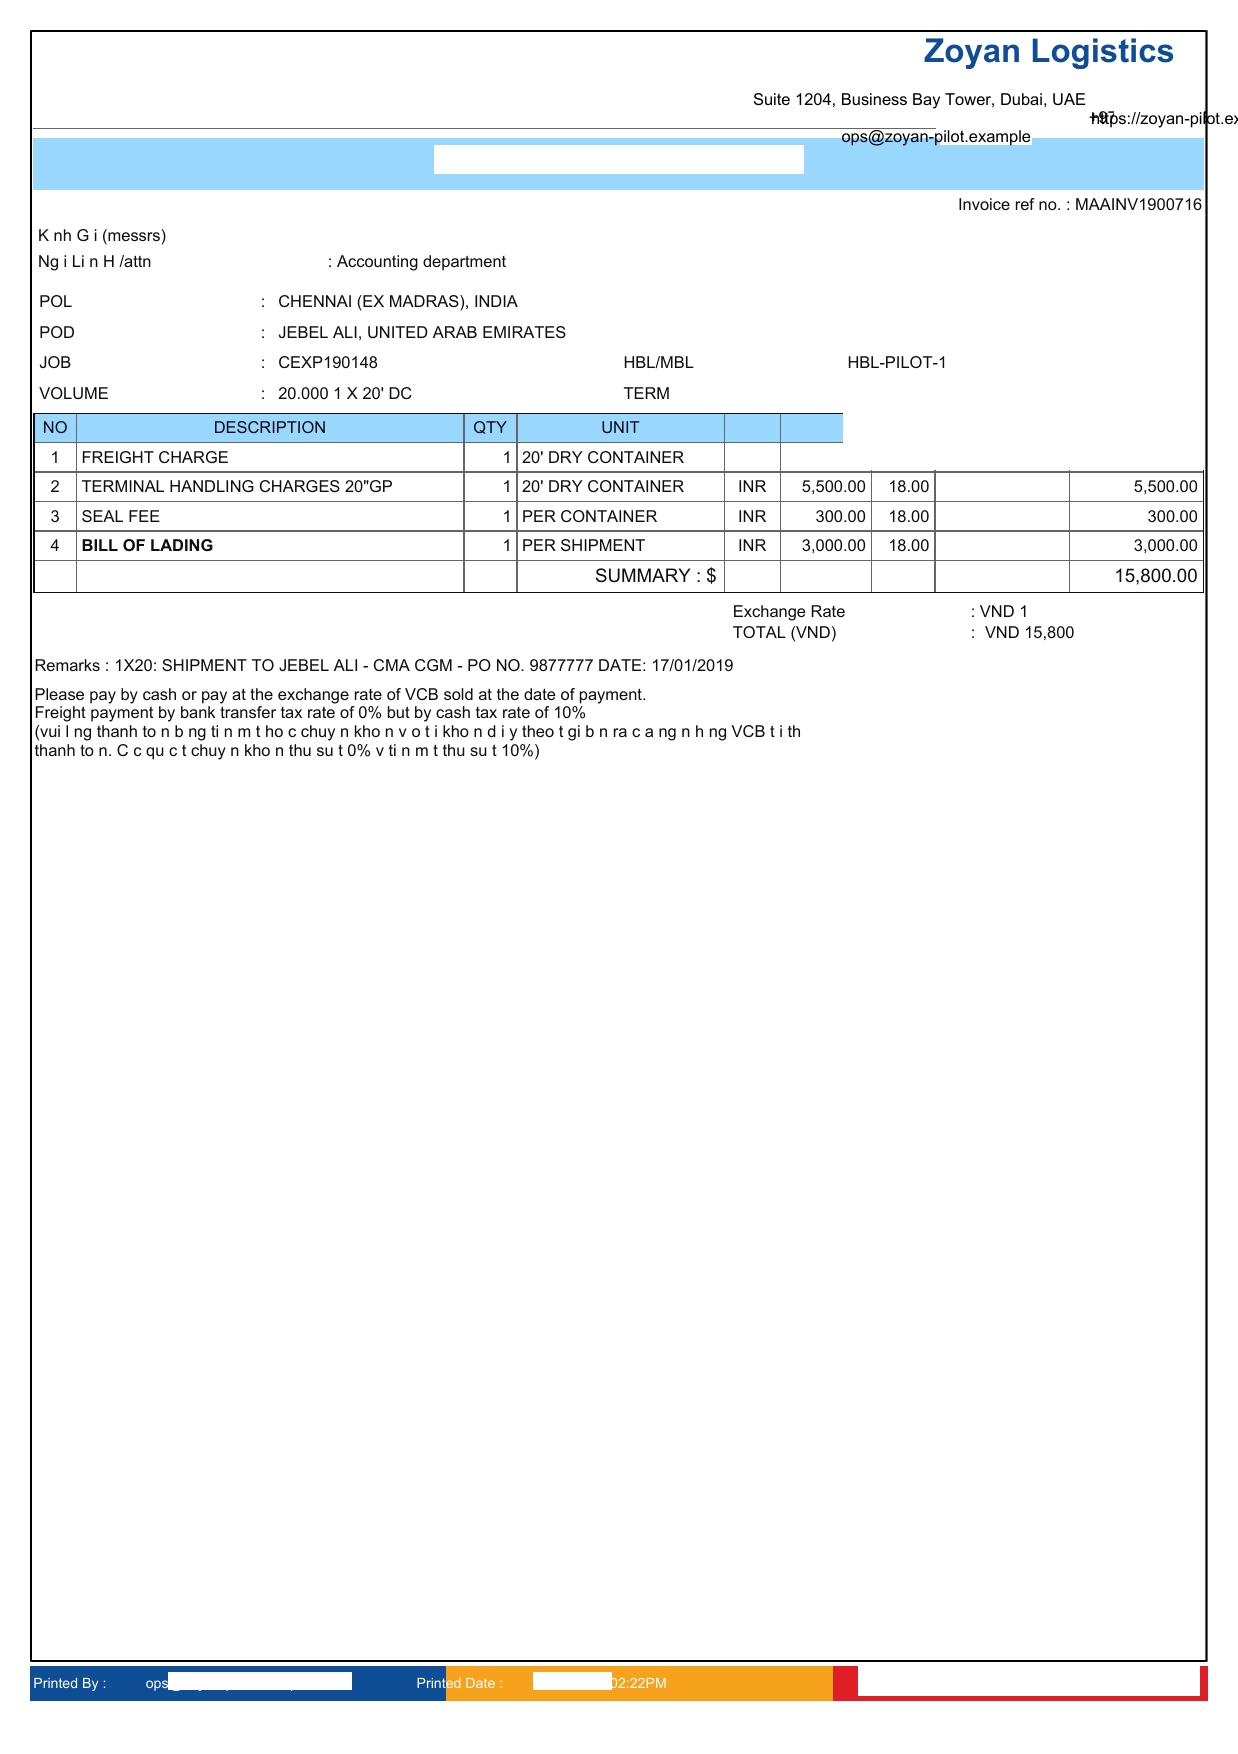 Zoyan Logistics
Suite 1204, Business Bay Tower, Dubai, UAE
https://zoyan-pilot.ex
ops@zoyan-pilot.example
Invoice ref no. : MAAINV1900716
K nh G i (messrs)
Ng i Li n H /attn : Accounting department
POL : CHENNAI (EX MADRAS), INDIA
POD : JEBEL ALI, UNITED ARAB EMIRATES
JOB : CEXP190148 HBL/MBL HBL-PILOT-1
VOLUME : 20.000 1 X 20' DC TERM
NO DESCRIPTION QTY UNIT
1 FREIGHT CHARGE 1 20' DRY CONTAINER
2 TERMINAL HANDLING CHARGES 20"GP 1 20' DRY CONTAINER INR 5,500.00 18.00 5,500.00
3 SEAL FEE 1 PER CONTAINER INR 300.00 18.00 300.00
4 BILL OF LADING 1 PER SHIPMENT INR 3,000.00 18.00 3,000.00
SUMMARY : $ 15,800.00
Exchange Rate : VND 1
TOTAL (VND) : VND 15,800
Remarks : 1X20: SHIPMENT TO JEBEL ALI - CMA CGM - PO NO. 9877777 DATE: 17/01/2019
Please pay by cash or pay at the exchange rate of VCB sold at the date of payment.
Freight payment by bank transfer tax rate of 0% but by cash tax rate of 10%
(vui l ng thanh to n b ng ti n m t ho c chuy n kho n v o t i kho n d i y theo t gi b n ra c a ng n h ng VCB t i th
thanh to n. C c qu c t chuy n kho n thu su t 0% v ti n m t thu su t 10%)
Printed By : ops Printed Date : 02:22PM